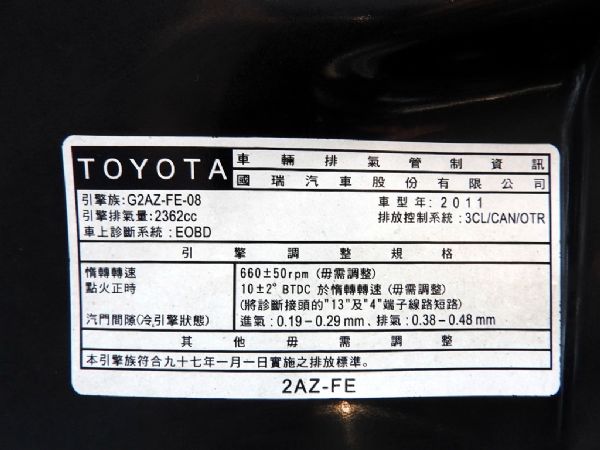 TOYOTA 車輛排氣管制資訊
國瑞汽車股份有限公司
引擎族:G2AZ-FE-08 車型年:2011
引擎排氣量:2362cc 排放控制系統:3CL/CAN/OTR
車上診斷系統:EOBD
引擎調整規格
惰轉轉速 660±50rpm (毋需調整)
點火正時 10±2° BTDC 於惰轉轉速
(將診斷接頭的"13"及"4"端子線路短路)
汽門間隙(冷,引擎狀態) 進氣:0.19-0.29mm、排氣:0.38-0.48mm
其他毋需調整
本引擎族符合九十七年一月一日實施之排放標準。
2AZ-FE